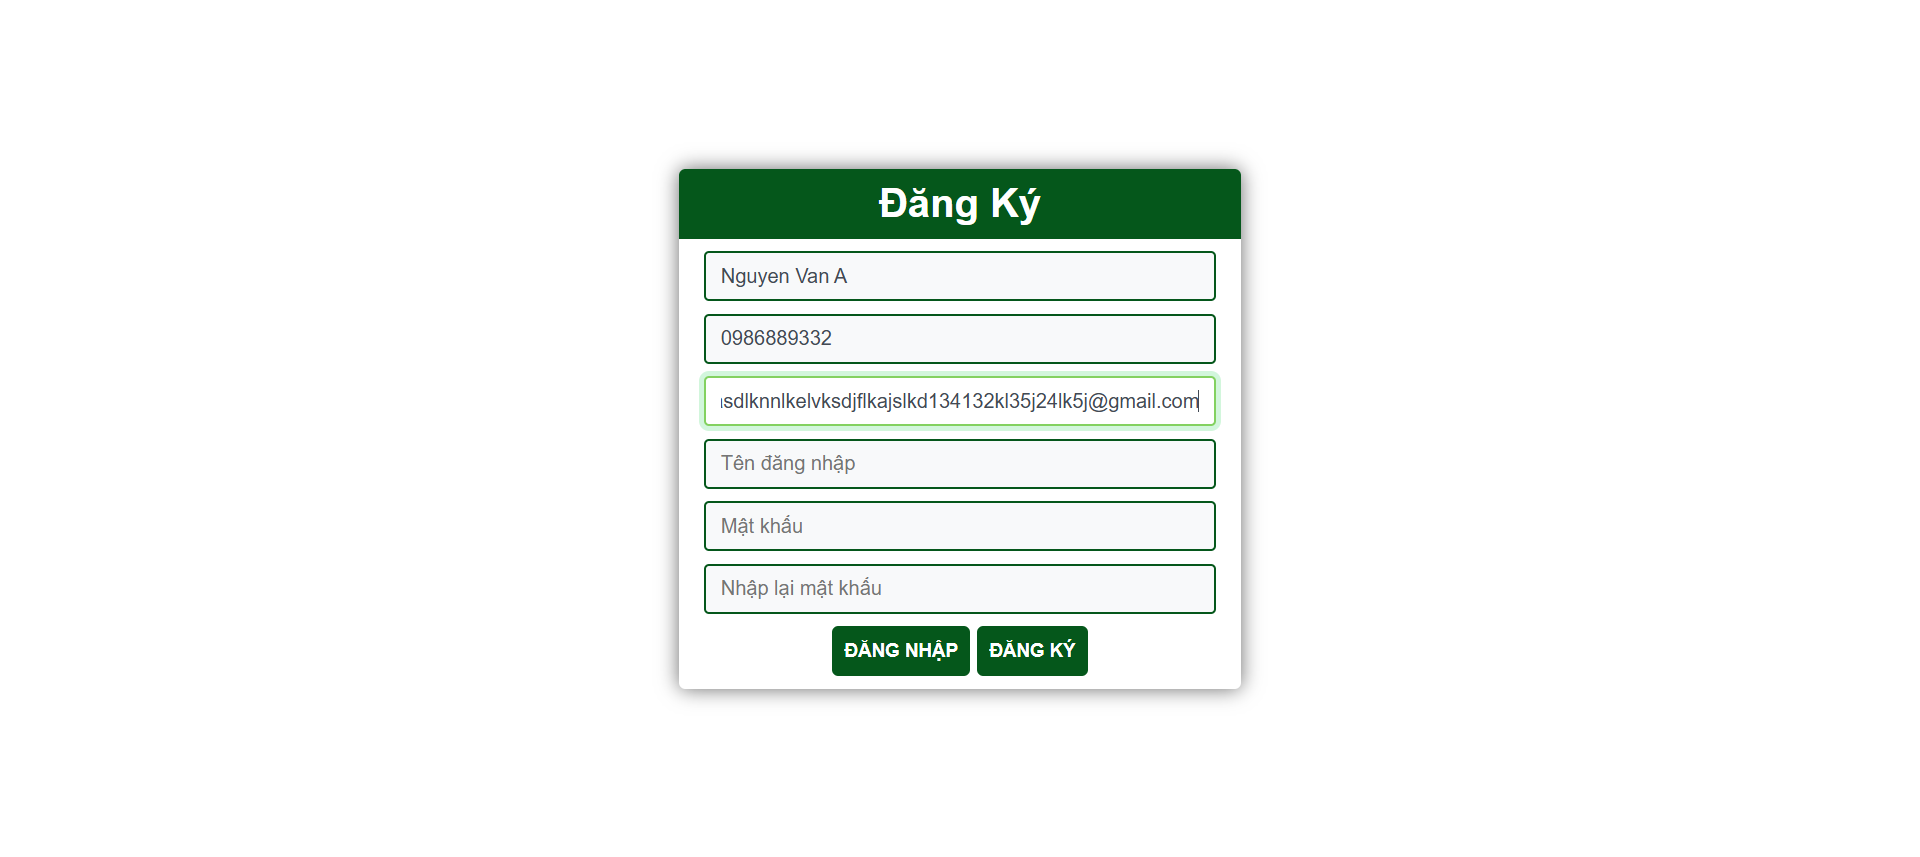 Đăng Ký
Nguyen Van A
0986889332
sdlknnlkelvksdjflkajslkd134132kl35j24lk5j@gmail.com
Tên đăng nhập
Mật khẩu
Nhập lại mật khẩu
ĐĂNG NHẬP ĐĂNG KÝ